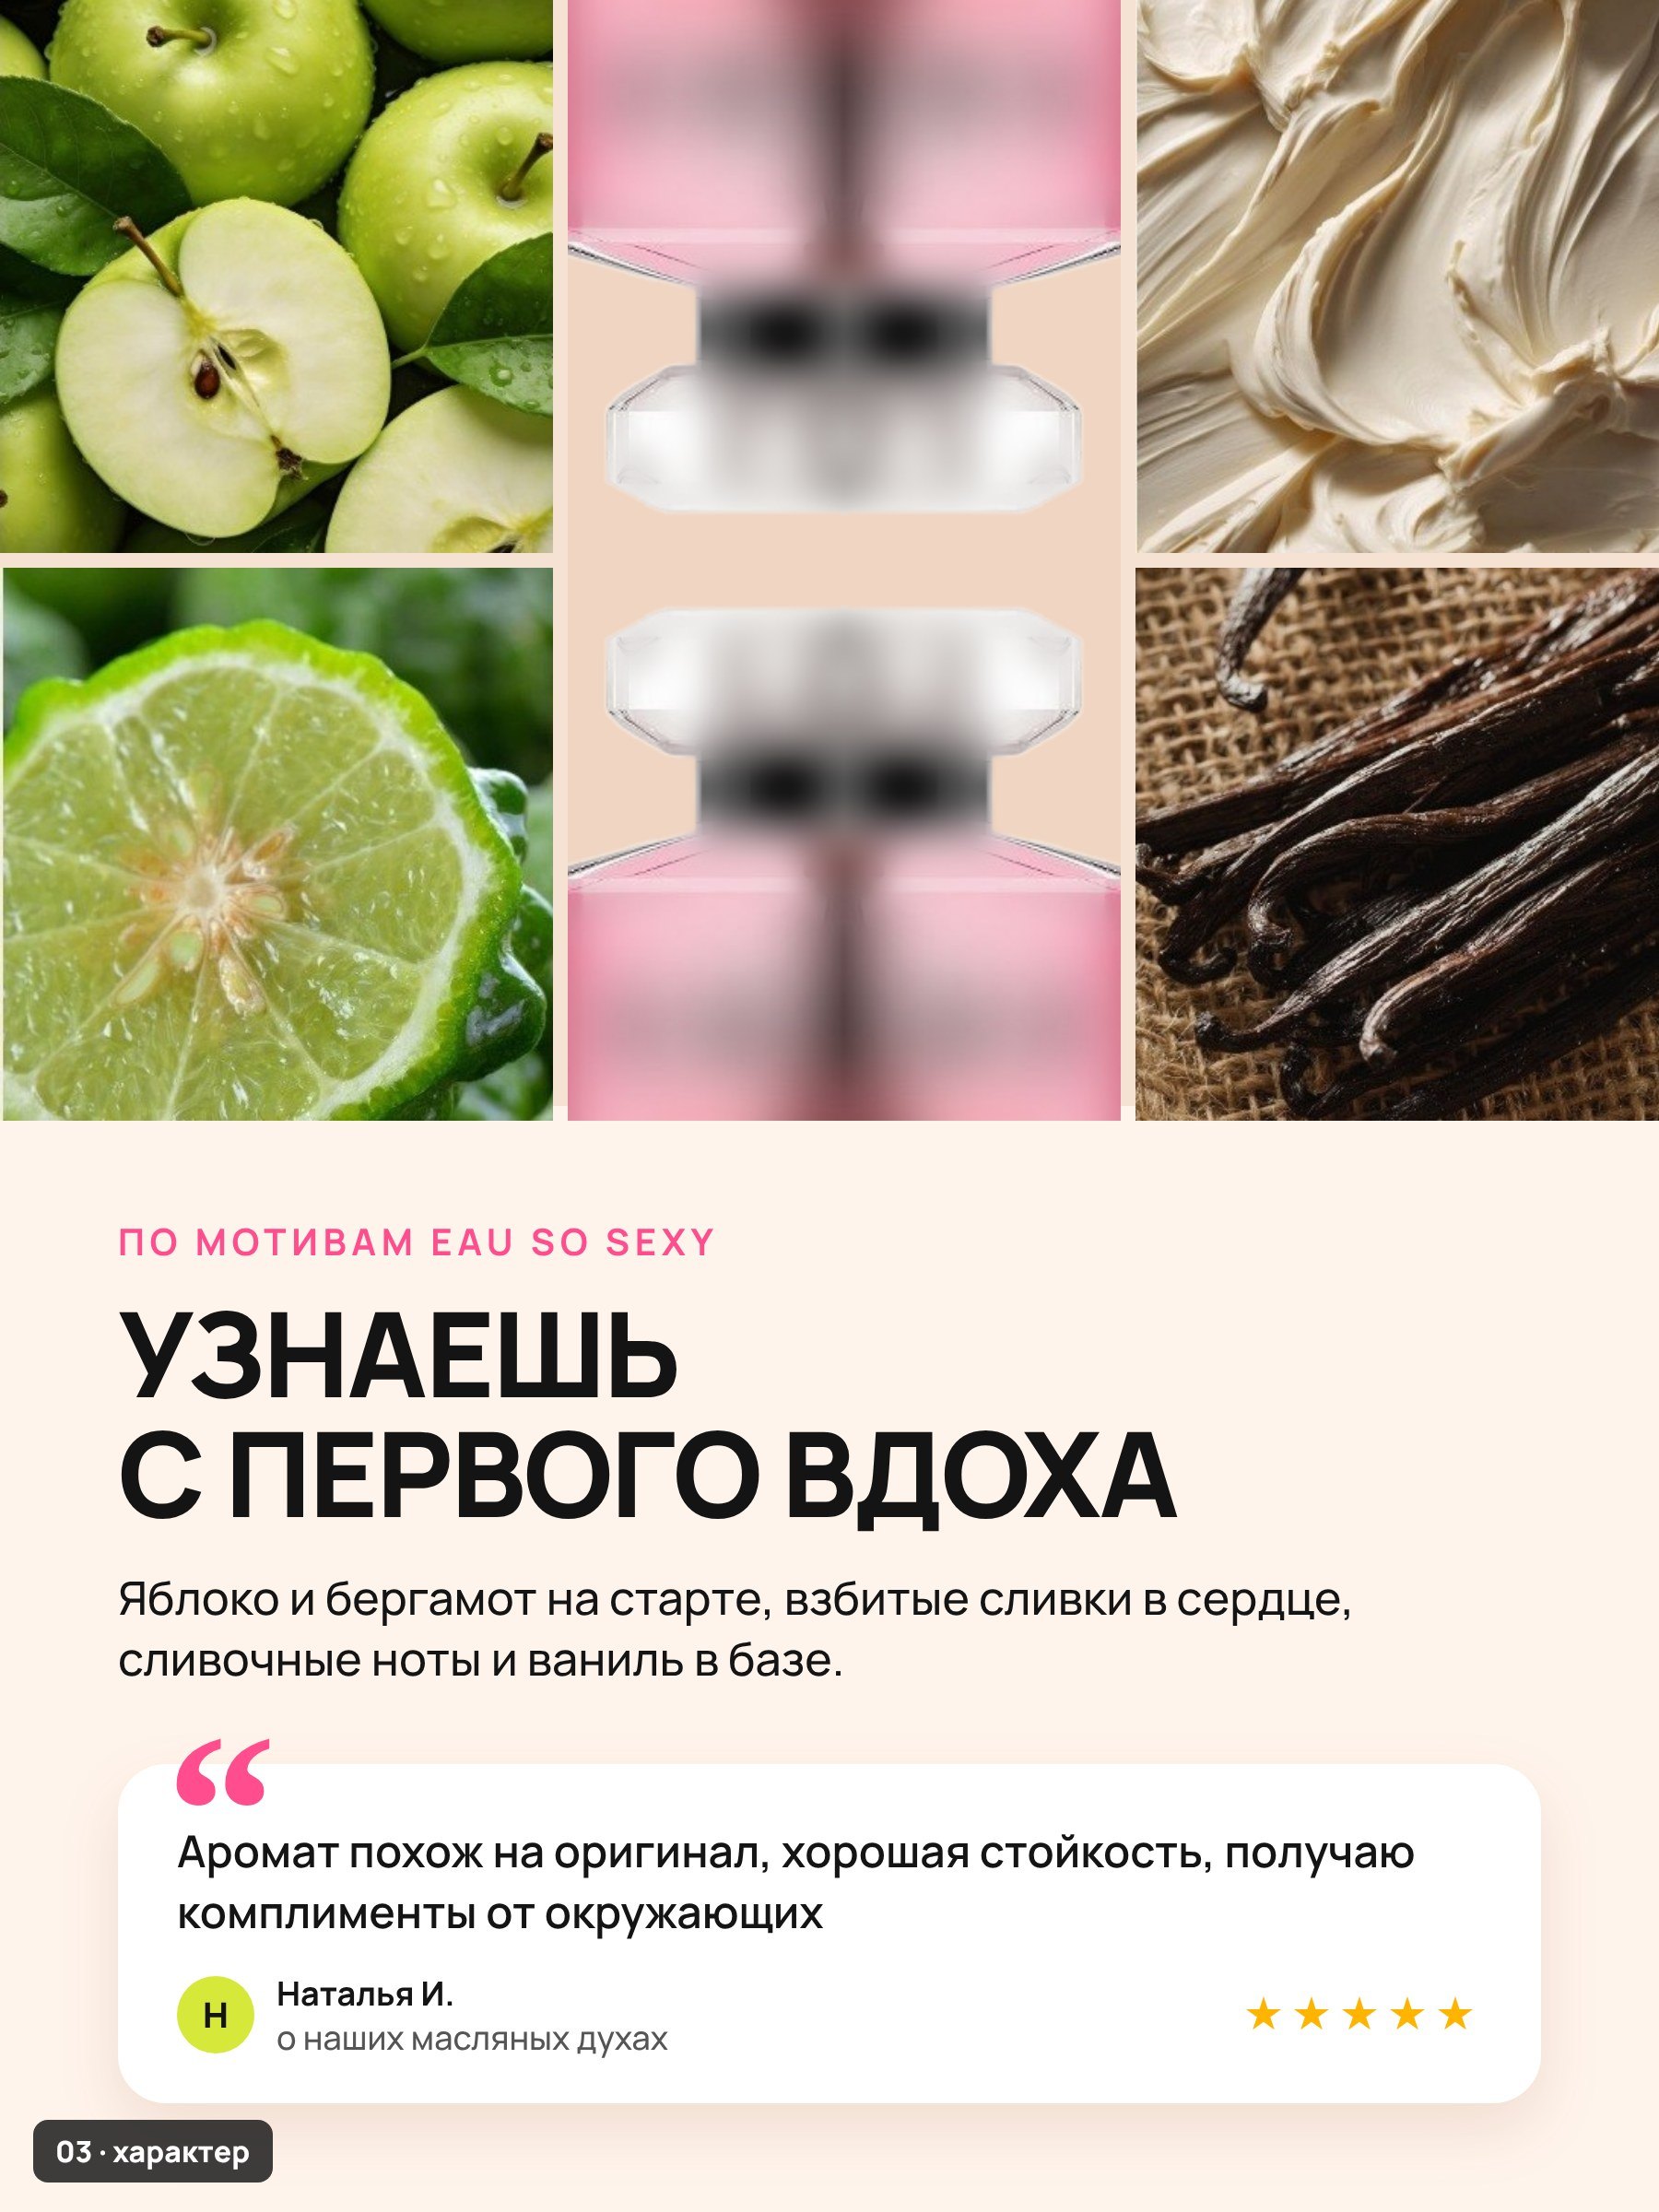 ПО МОТИВАМ EAU SO SEXY
УЗНАЕШЬ
С ПЕРВОГО ВДОХА
Яблоко и бергамот на старте, взбитые сливки в сердце,
сливочные ноты и ваниль в базе.
“
Аромат похож на оригинал, хорошая стойкость, получаю
комплименты от окружающих
Н
Наталья И.
о наших масляных духах
★★★★★
03 · характер